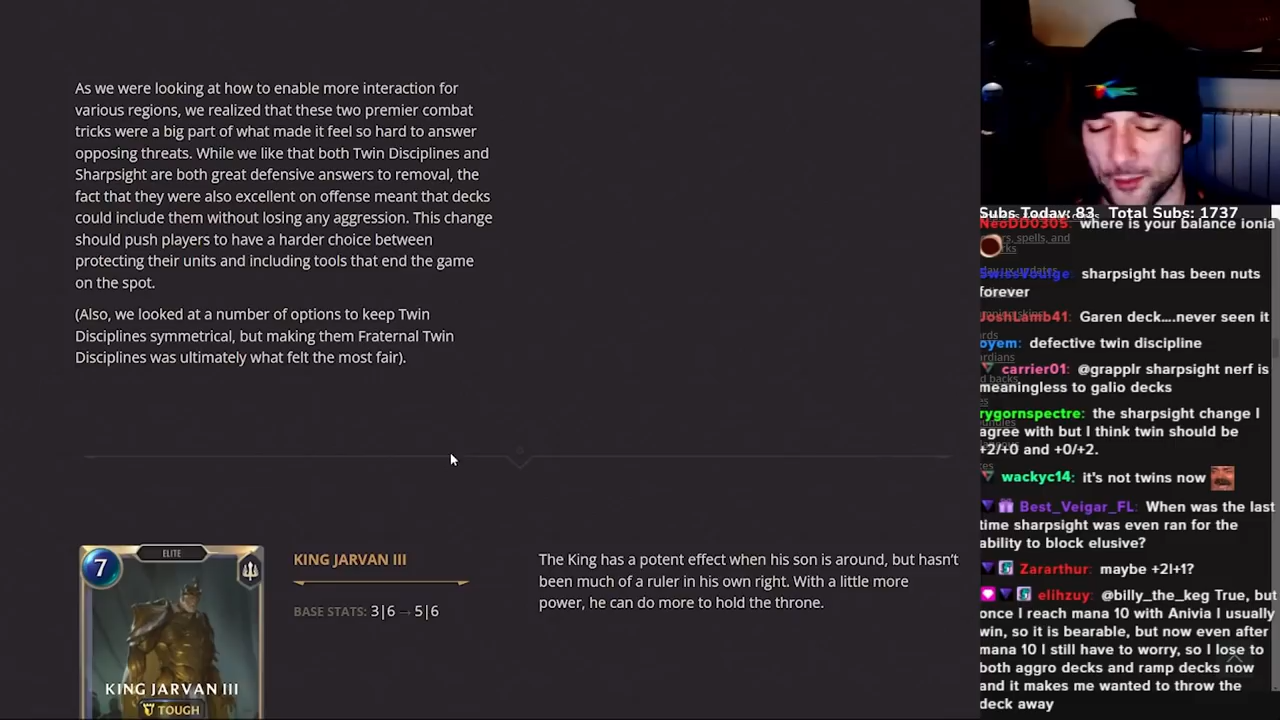 As we were looking at how to enable more interaction for
various regions, we realized that these two premier combat
tricks were a big part of what made it feel so hard to answer
opposing threats. While we like that both Twin Disciplines and
Sharpsight are both great defensive answers to removal, the
fact that they were also excellent on offense meant that decks
could include them without losing any aggression. This change
should push players to have a harder choice between
protecting their units and including tools that end the game
on the spot.
(Also, we looked at a number of options to keep Twin
Disciplines symmetrical, but making them Fraternal Twin
Disciplines was ultimately what felt the most fair).
ELITE
7
KING JARVAN III
TOUGH
KING JARVAN III
BASE STATS: 3|6 → 5|6
The King has a potent effect when his son is around, but hasn't
been much of a ruler in his own right. With a little more
power, he can do more to hold the throne.
Subs Today: 83 Total Subs: 1737
NeoDD0305: where is your balance ionia
spells, and
sharpsight has been nuts
forever
JoshLamb41: Garen deck....never seen it
oyem: defective twin discipline
carrier01: @grapplr sharpsight nerf is
meaningless to galio decks
rygornspectre: the sharpsight change I
agree with but I think twin should be
+2/+0 and +0/+2.
wackyc14: it's not twins now
Best_Veigar_FL: When was the last
time sharpsight was even ran for the
ability to block elusive?
Zararthur: maybe +2I+1?
elihzuy: @billy_the_keg True, but
once I reach mana 10 with Anivia I usually
win, so it is bearable, but now even after
mana 10 I still have to worry, so I lose to
both aggro decks and ramp decks now
and it makes me wanted to throw the
deck away